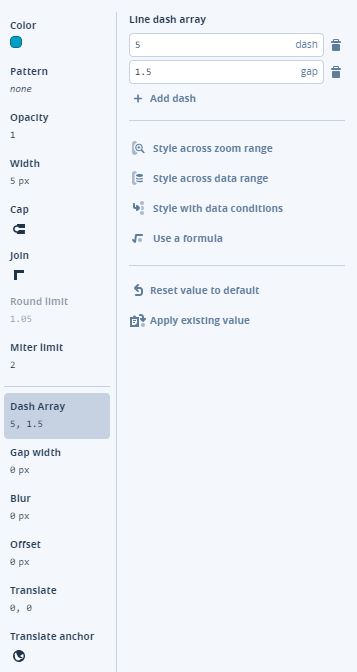 Color
Pattern
none
Opacity
1
Width
5 px
Cap
Join
Round limit
1.05
Miter limit
2
Dash Array
5, 1.5
Gap width
0 px
Blur
0 px
Offset
0 px
Translate
0, 0
Translate anchor
Line dash array
5 dash
1.5 gap
+ Add dash
Style across zoom range
Style across data range
Style with data conditions
Use a formula
Reset value to default
Apply existing value